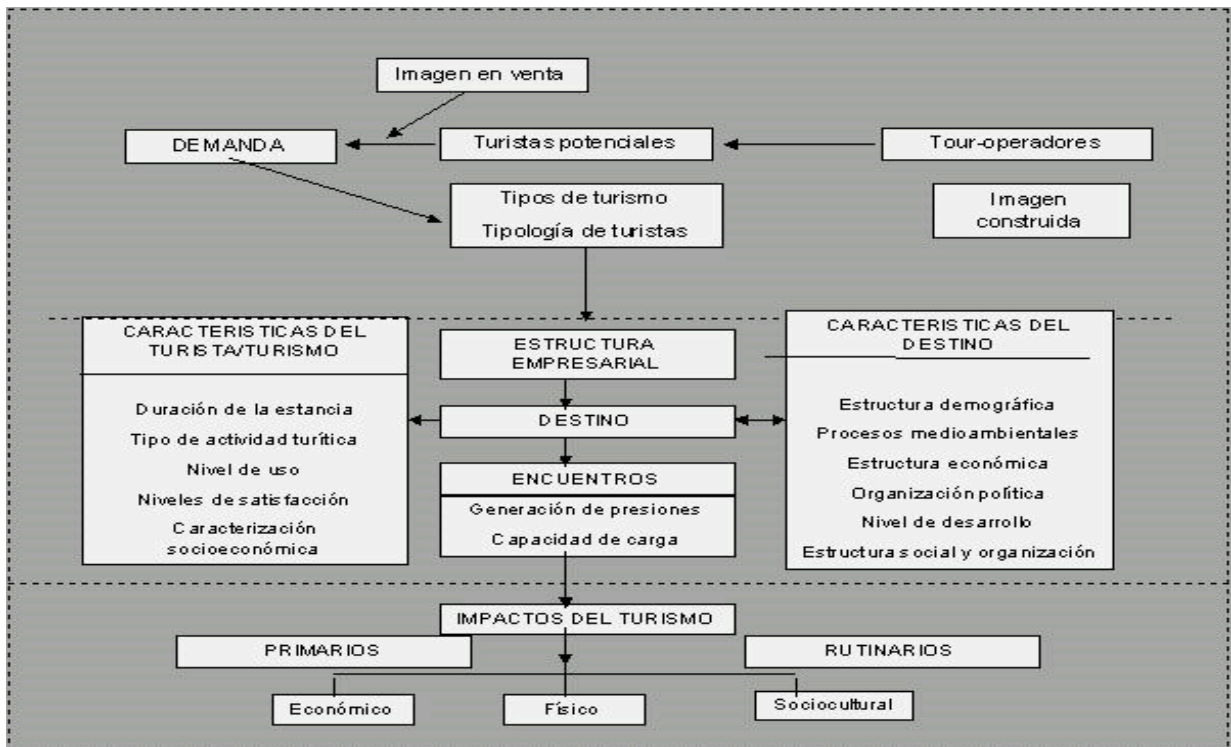 Imagen en venta
DEMANDA
Turistas potenciales
Tour-operadores
Tipos de turismo
Tipología de turistas
Imagen
construida
CARACTERISTICAS DEL
TURISTA/TURISMO
Duración de la estancia
Tipo de actividad turítica
Nivel de uso
Niveles de satisfacción
Caracterización
socioeconómica
ESTRUCTURA
EMPRESARIAL
DESTINO
ENCUENTROS
Generación de presiones
Capacidad de carga
CARACTERISTICAS DEL
DESTINO
Estructura demográfica
Procesos medioambientales
Estructura económica
Organización política
Nivel de desarrollo
Estructura social y organización
IMPACTOS DEL TURISMO
PRIMARIOS
RUTINARIOS
Económico
Físico
Sociocultural